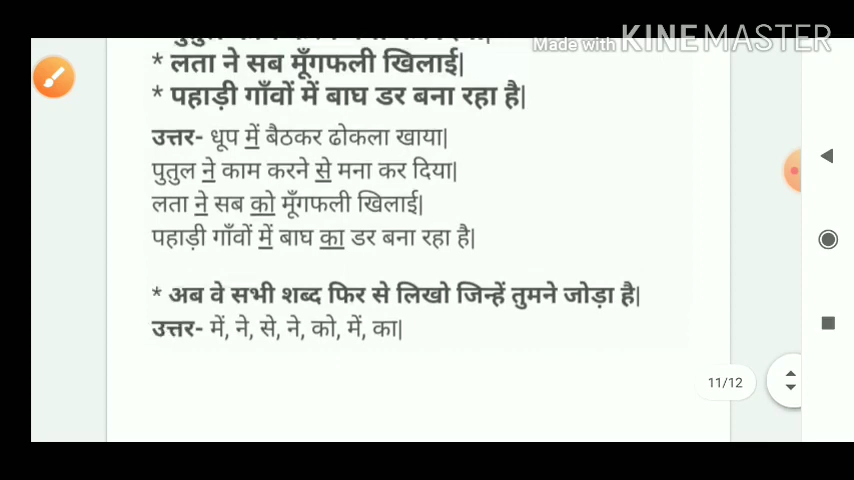 Made with KINEMASTER
* लता ने सब मूँगफली खिलाई|
* पहाड़ी गाँवों में बाघ डर बना रहा है|
उत्तर- धूप में बैठकर ढोकला खाया|
पुतुल ने काम करने से मना कर दिया|
लता ने सब को मूँगफली खिलाई|
पहाड़ी गाँवों में बाघ का डर बना रहा है|
* अब वे सभी शब्द फिर से लिखो जिन्हें तुमने जोड़ा है|
उत्तर- में, ने, से, ने, को, में, का|
11/12